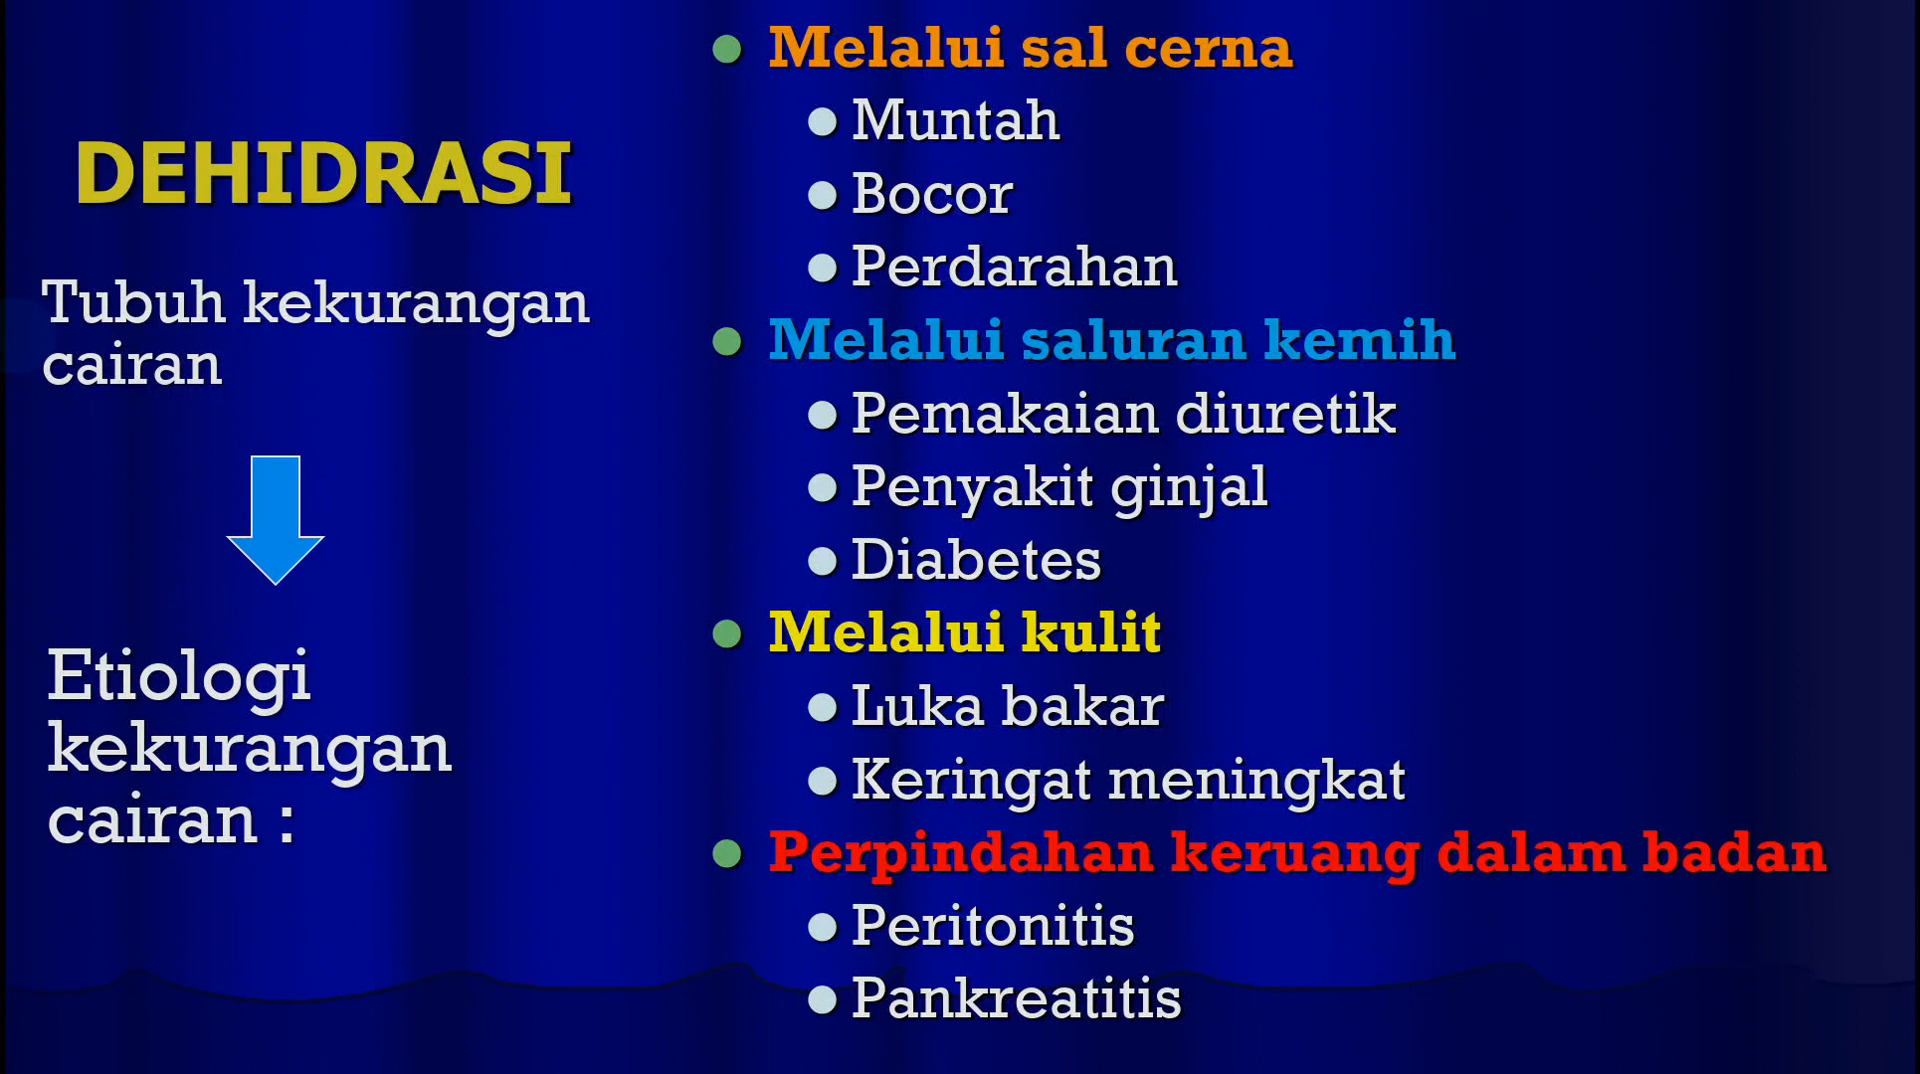 DEHIDRASI
Tubuh kekurangan
cairan
Etiologi
kekurangan
cairan :
Melalui sal cerna
Muntah
Bocor
Perdarahan
Melalui saluran kemih
Pemakaian diuretik
Penyakit ginjal
Diabetes
Melalui kulit
Luka bakar
Keringat meningkat
Perpindahan keruang dalam badan
Peritonitis
Pankreatitis